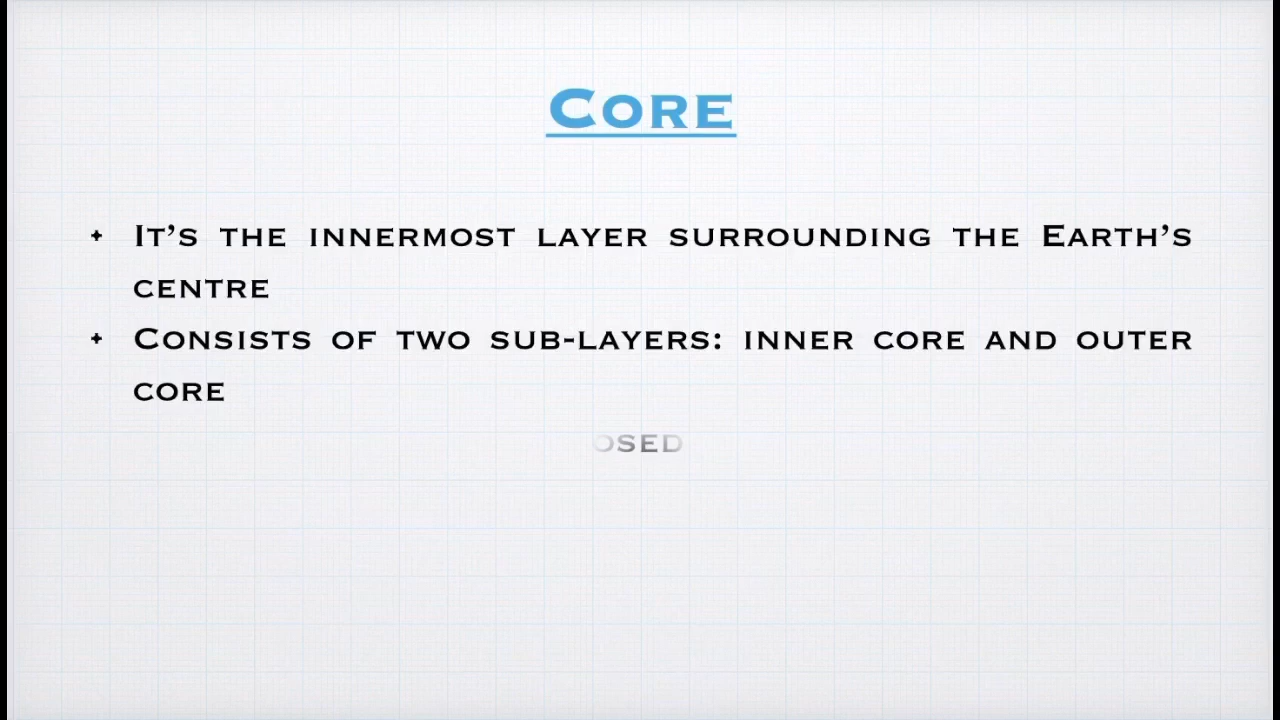 Core
It's the innermost layer surrounding the Earth's
centre
Consists of two sub-layers: inner core and outer
core
osed